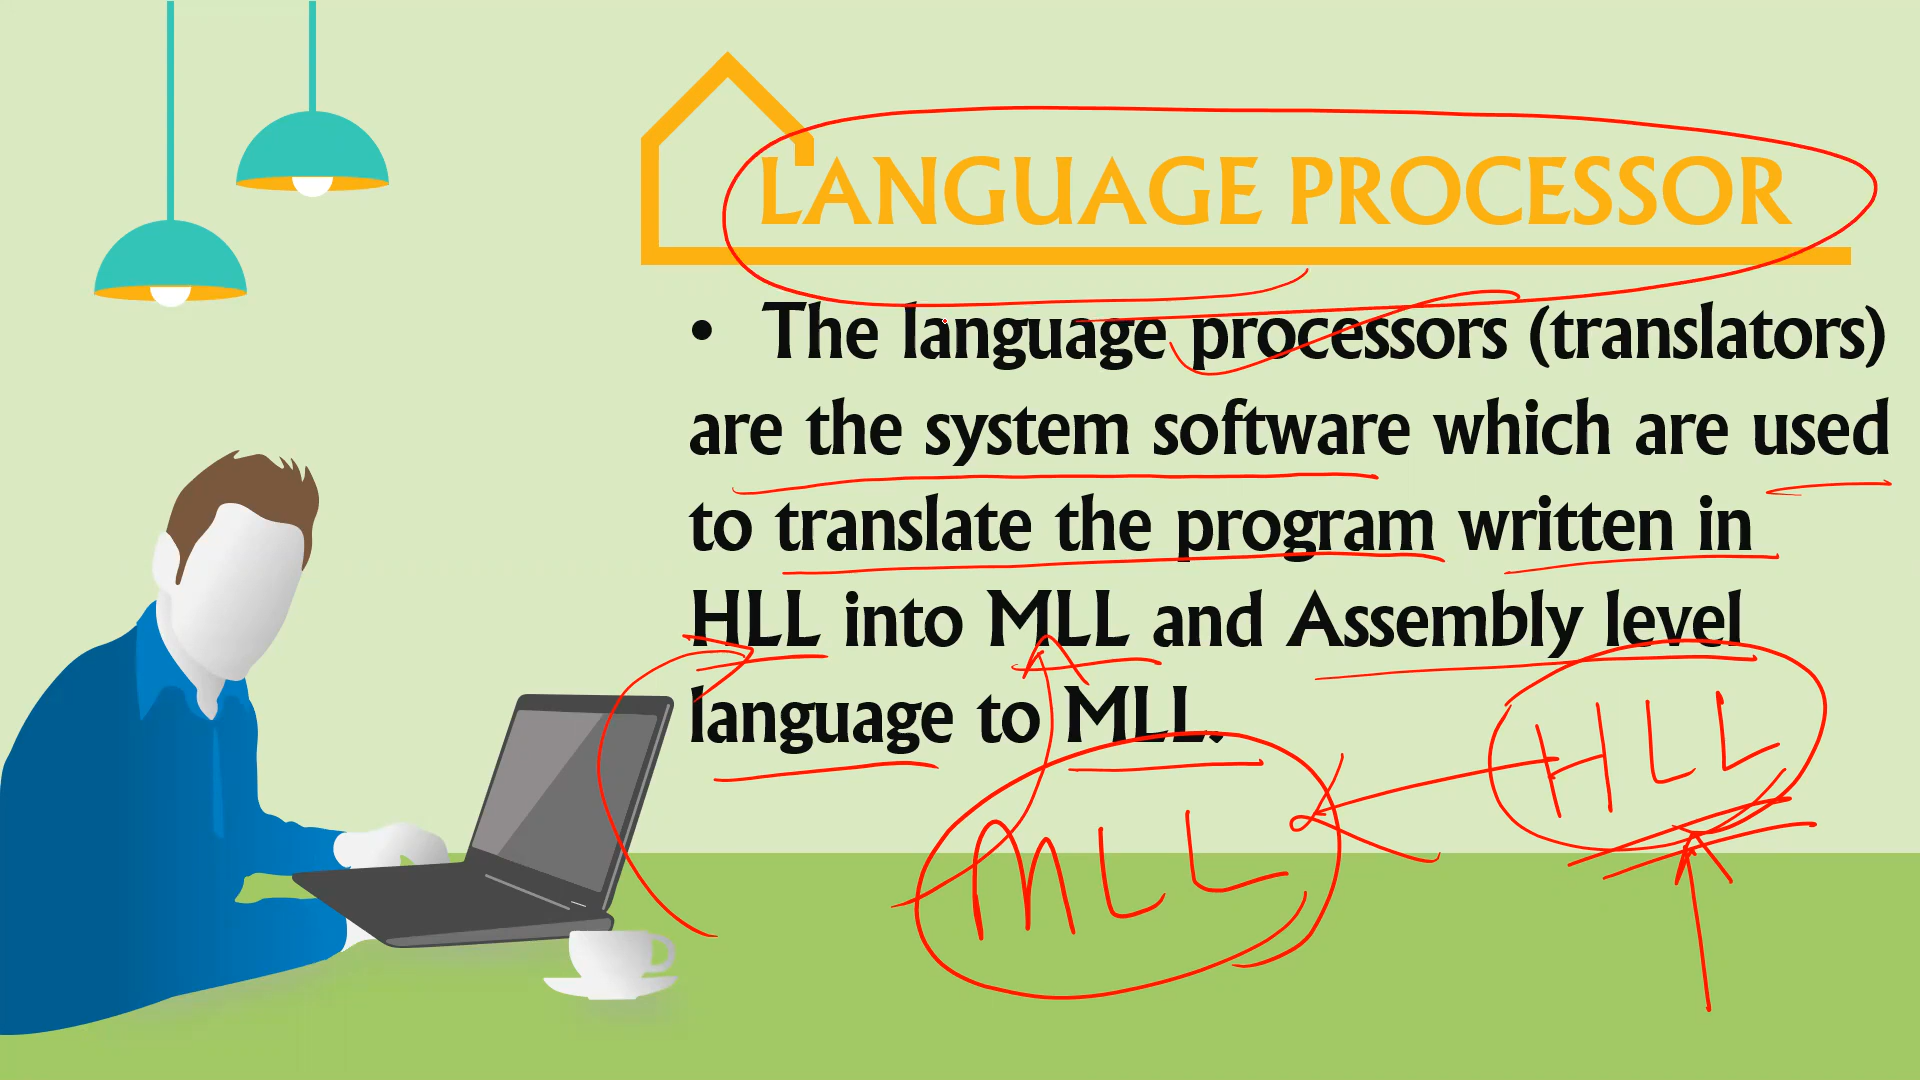 LANGUAGE PROCESSOR
• The language processors (translators)
are the system software which are used
to translate the program written in
HLL into MLL and Assembly level
language to MLL.
HLL
MLL